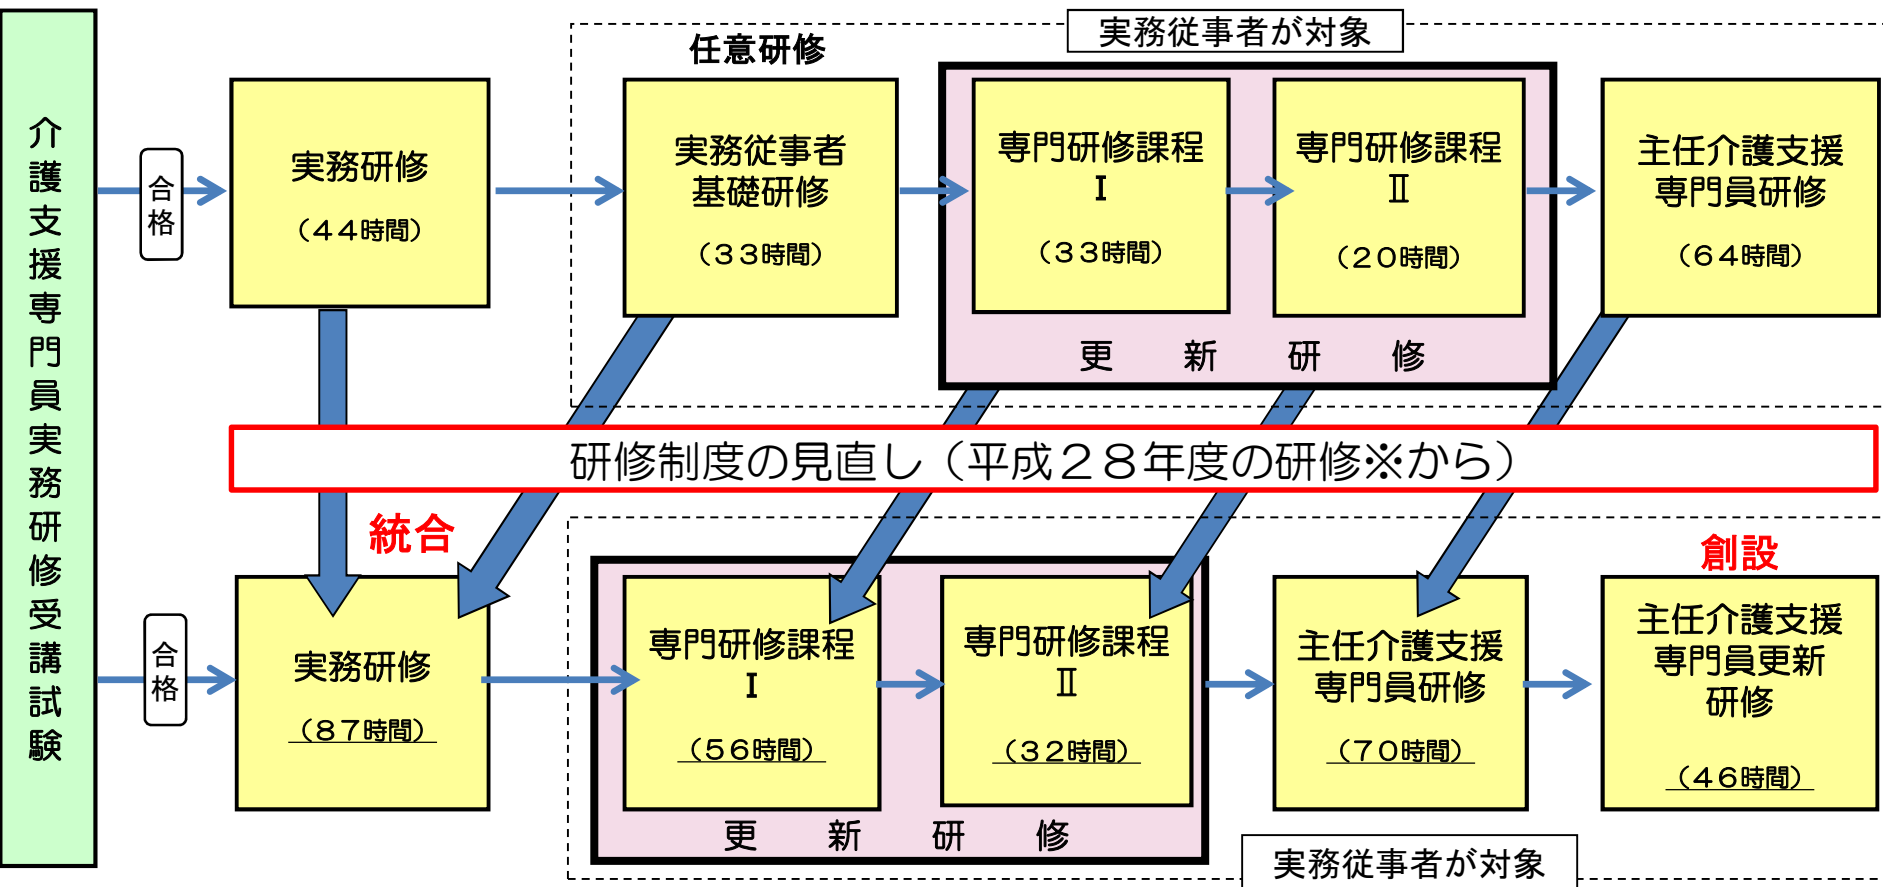 介護支援専門員実務研修受講試験
合格
実務研修
（４４時間）
任意研修
実務従事者が対象
実務従事者
基礎研修
（３３時間）
専門研修課程
Ⅰ
（３３時間）
専門研修課程
Ⅱ
（２０時間）
更新研修
主任介護支援
専門員研修
（６４時間）
研修制度の見直し（平成２８年度の研修※から）
統合
創設
合格
実務研修
（８７時間）
専門研修課程
Ⅰ
（５６時間）
専門研修課程
Ⅱ
（３２時間）
更新研修
主任介護支援
専門員研修
（７０時間）
主任介護支援
専門員更新
研修
（４６時間）
実務従事者が対象